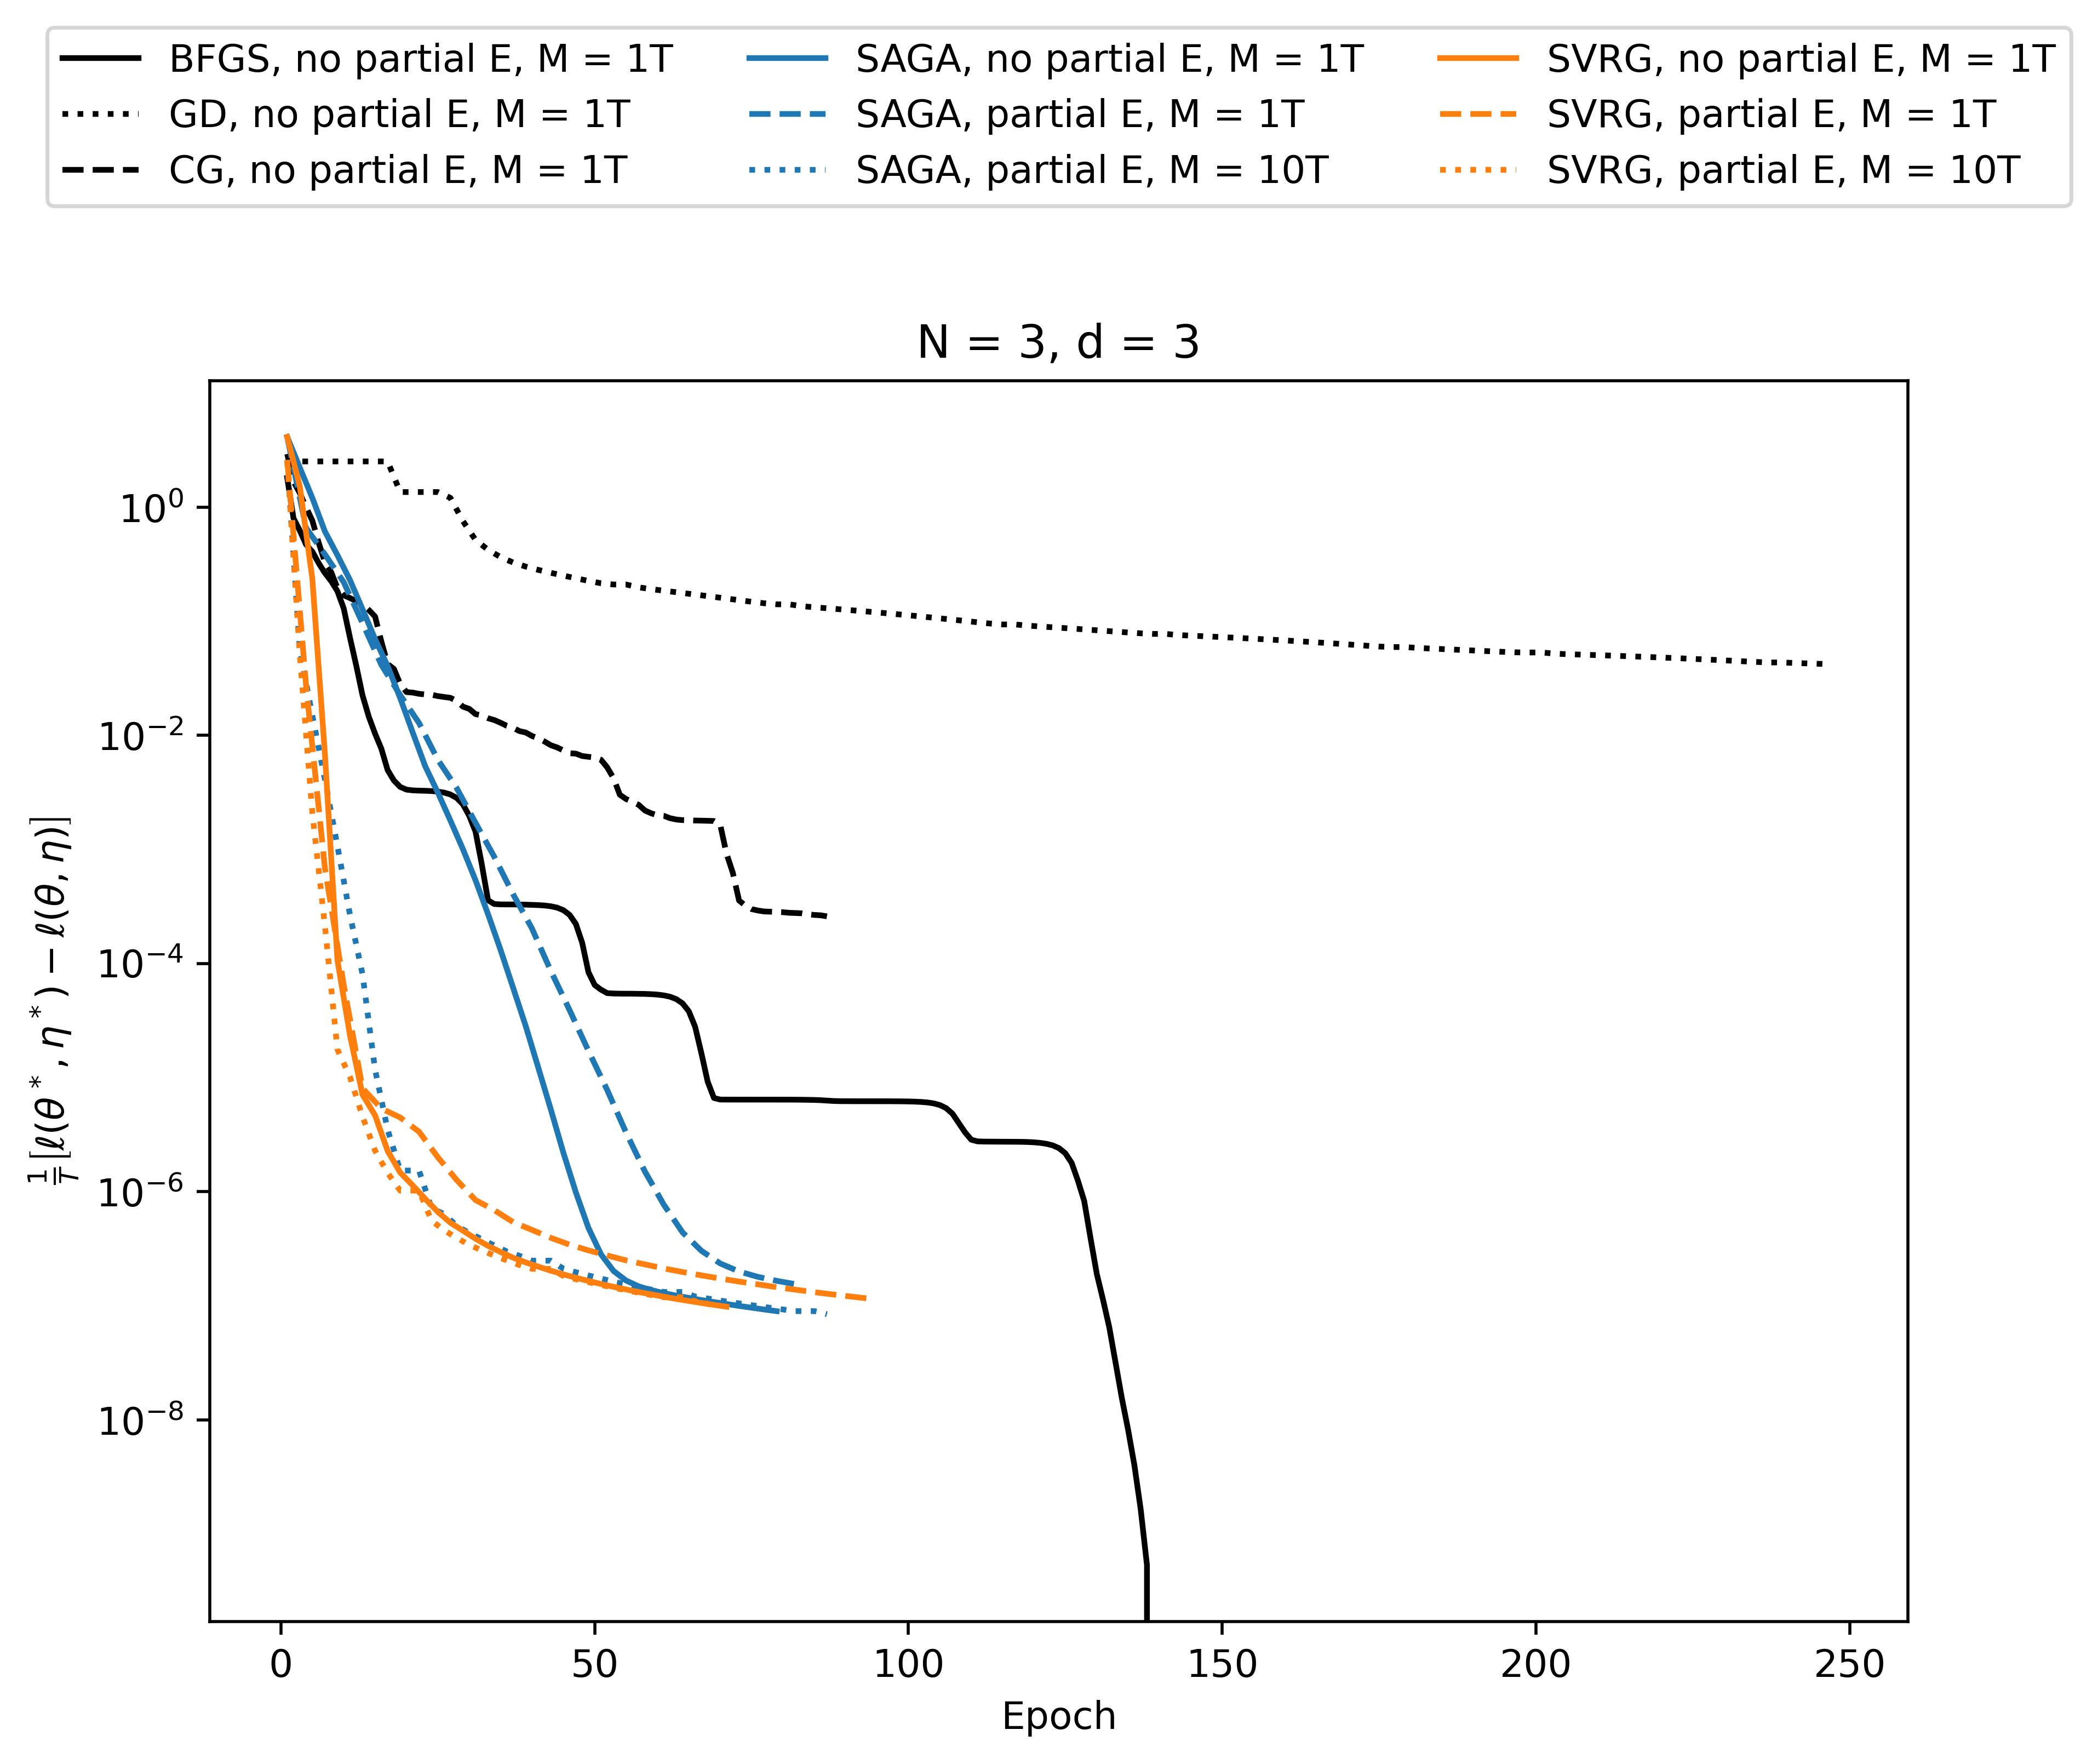 BFGS, no partial E, M = 1T
GD, no partial E, M = 1T
CG, no partial E, M = 1T
SAGA, no partial E, M = 1T
SAGA, partial E, M = 1T
SAGA, partial E, M = 10T
SVRG, no partial E, M = 1T
SVRG, partial E, M = 1T
SVRG, partial E, M = 10T
N = 3, d = 3
10⁰
10⁻²
10⁻⁴
10⁻⁶
10⁻⁸
1/T [ℓ(θ*, η*) − ℓ(θ, η)]
0 50 100 150 200 250
Epoch